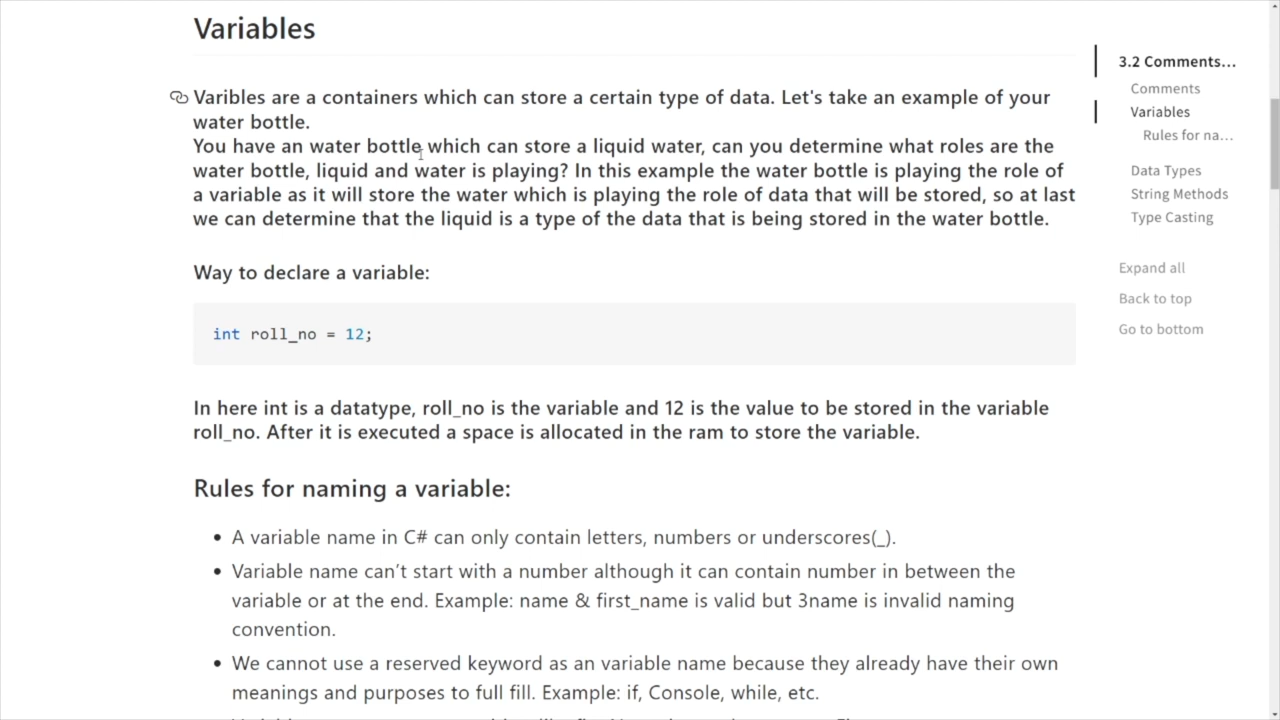 Variables
Varibles are a containers which can store a certain type of data. Let's take an example of your
water bottle.
You have an water bottle which can store a liquid water, can you determine what roles are the
water bottle, liquid and water is playing? In this example the water bottle is playing the role of
a variable as it will store the water which is playing the role of data that will be stored, so at last
we can determine that the liquid is a type of the data that is being stored in the water bottle.
Way to declare a variable:
int roll_no = 12;
In here int is a datatype, roll_no is the variable and 12 is the value to be stored in the variable
roll_no. After it is executed a space is allocated in the ram to store the variable.
Rules for naming a variable:
• A variable name in C# can only contain letters, numbers or underscores(_).
• Variable name can’t start with a number although it can contain number in between the
variable or at the end. Example: name & first_name is valid but 3name is invalid naming
convention.
• We cannot use a reserved keyword as an variable name because they already have their own
meanings and purposes to full fill. Example: if, Console, while, etc.
3.2 Comments...
Comments
Variables
Rules for na...
Data Types
String Methods
Type Casting
Expand all
Back to top
Go to bottom